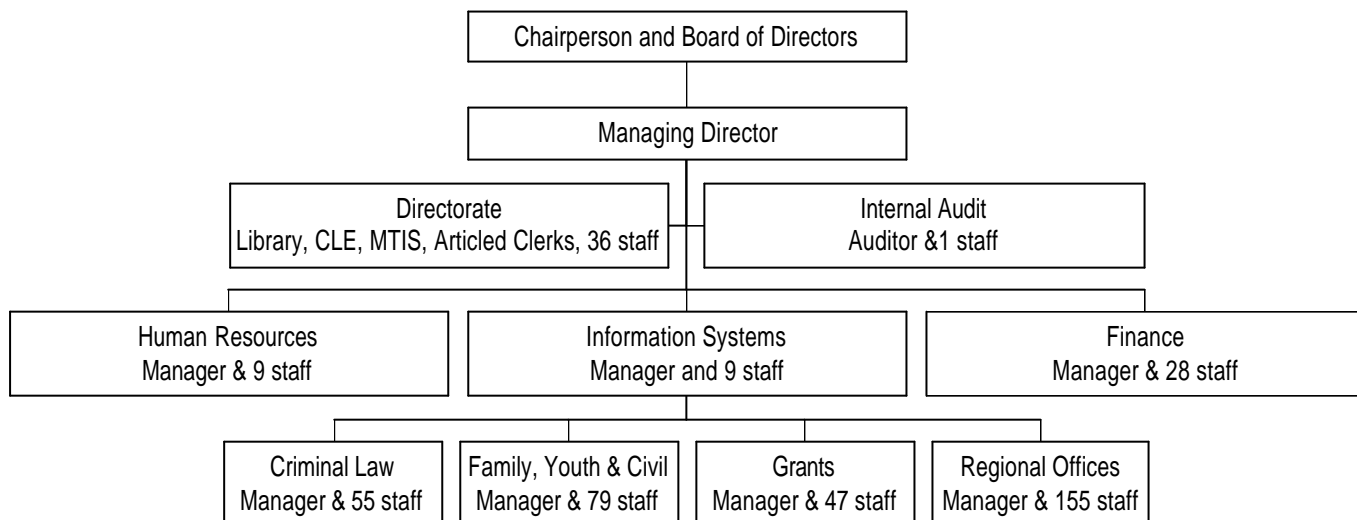 Chairperson and Board of Directors
Managing Director
Directorate
Library, CLE, MTIS, Articled Clerks, 36 staff
Internal Audit
Auditor &1 staff
Human Resources
Manager & 9 staff
Information Systems
Manager and 9 staff
Finance
Manager & 28 staff
Criminal Law
Manager & 55 staff
Family, Youth & Civil
Manager & 79 staff
Grants
Manager & 47 staff
Regional Offices
Manager & 155 staff